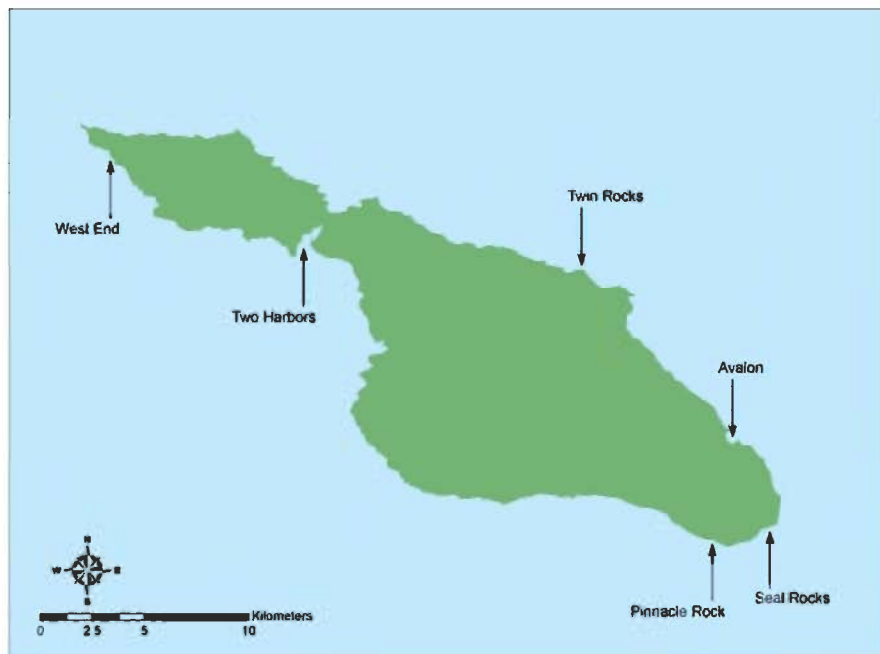 Twin Rocks
West End
Two Harbors
Avalon
N
W E
S
Kilometers
0 2.5 5 10
Pinnacle Rock
Seal Rocks